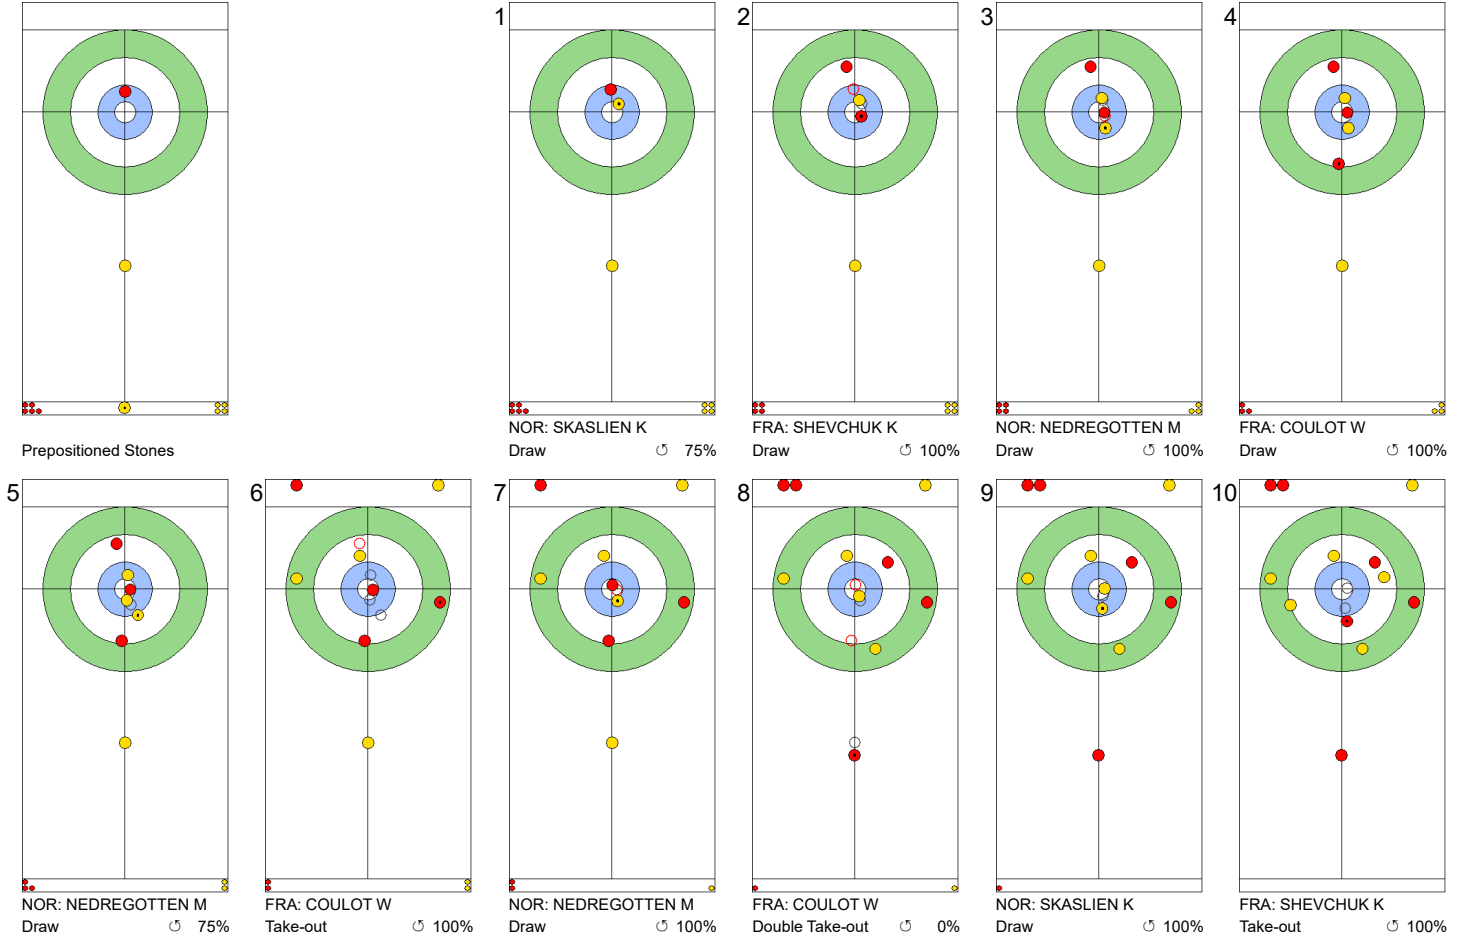 1
2
3
4
Prepositioned Stones
NOR: SKASLIEN K
Draw 75%
FRA: SHEVCHUK K
Draw 100%
NOR: NEDREGOTTEN M
Draw 100%
FRA: COULOT W
Draw 100%
5
6
7
8
9
10
NOR: NEDREGOTTEN M
Draw 75%
FRA: COULOT W
Take-out 100%
NOR: NEDREGOTTEN M
Draw 100%
FRA: COULOT W
Double Take-out 0%
NOR: SKASLIEN K
Draw 100%
FRA: SHEVCHUK K
Take-out 100%